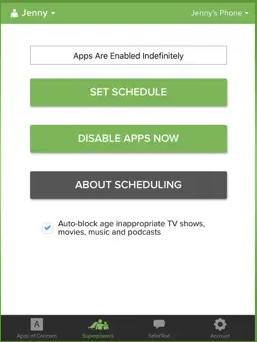 Jenny
Jenny's Phone
Apps Are Enabled Indefinitely
SET SCHEDULE
DISABLE APPS NOW
ABOUT SCHEDULING
Auto-block age inappropriate TV shows,
movies, music and podcasts
A
Apps of Concern
Superpowers
SaferText
Account